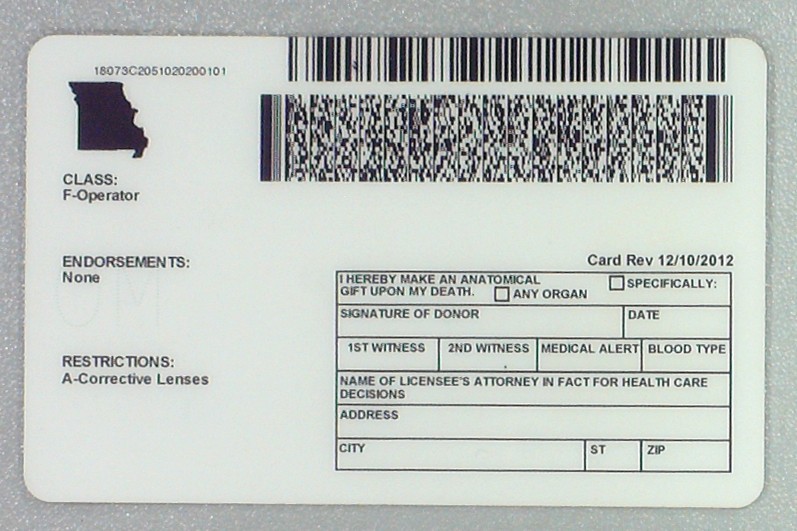 18073C2051020200101
CLASS:
F-Operator
ENDORSEMENTS:
None
RESTRICTIONS:
A-Corrective Lenses
Card Rev 12/10/2012
I HEREBY MAKE AN ANATOMICAL
GIFT UPON MY DEATH. ANY ORGAN SPECIFICALLY:
SIGNATURE OF DONOR DATE
1ST WITNESS 2ND WITNESS MEDICAL ALERT BLOOD TYPE
NAME OF LICENSEE'S ATTORNEY IN FACT FOR HEALTH CARE
DECISIONS
ADDRESS
CITY ST ZIP